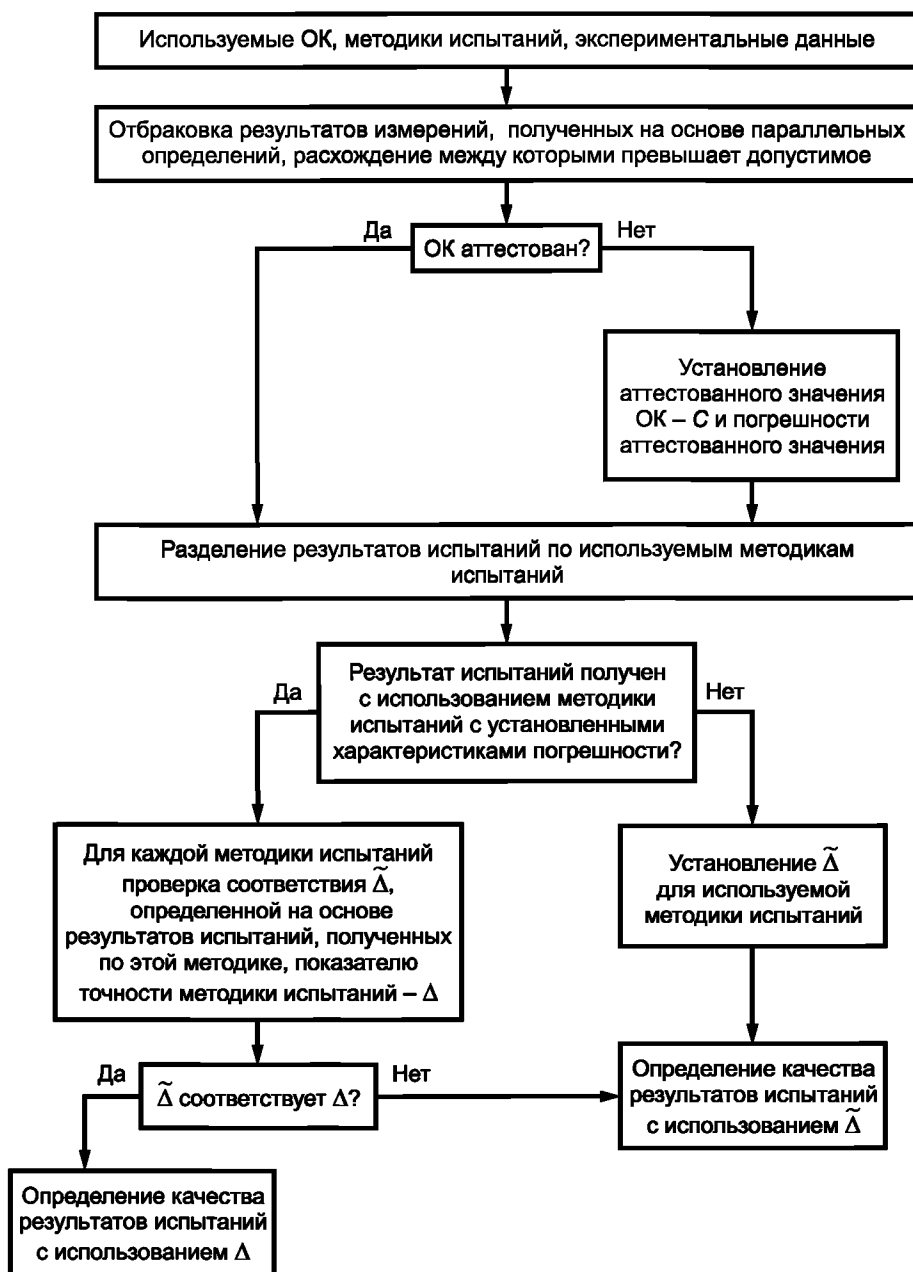 Используемые ОК, методики испытаний, экспериментальные данные
Отбраковка результатов измерений, полученных на основе параллельных
определений, расхождение между которыми превышает допустимое
Да
Нет
ОК аттестован?
Установление
аттестованного значения
ОК – С и погрешности
аттестованного значения
Разделение результатов испытаний по используемым методикам
испытаний
Да
Результат испытаний получен
с использованием методики
испытаний с установленными
характеристиками погрешности?
Нет
Для каждой методики испытаний
проверка соответствия Δ̃,
определенной на основе
результатов испытаний, полученных
по этой методике, показателю
точности методики испытаний – Δ
Установление Δ̃
для используемой
методики испытаний
Да
Δ̃ соответствует Δ?
Нет
Определение качества
результатов испытаний
с использованием Δ̃
Определение качества
результатов испытаний
с использованием Δ